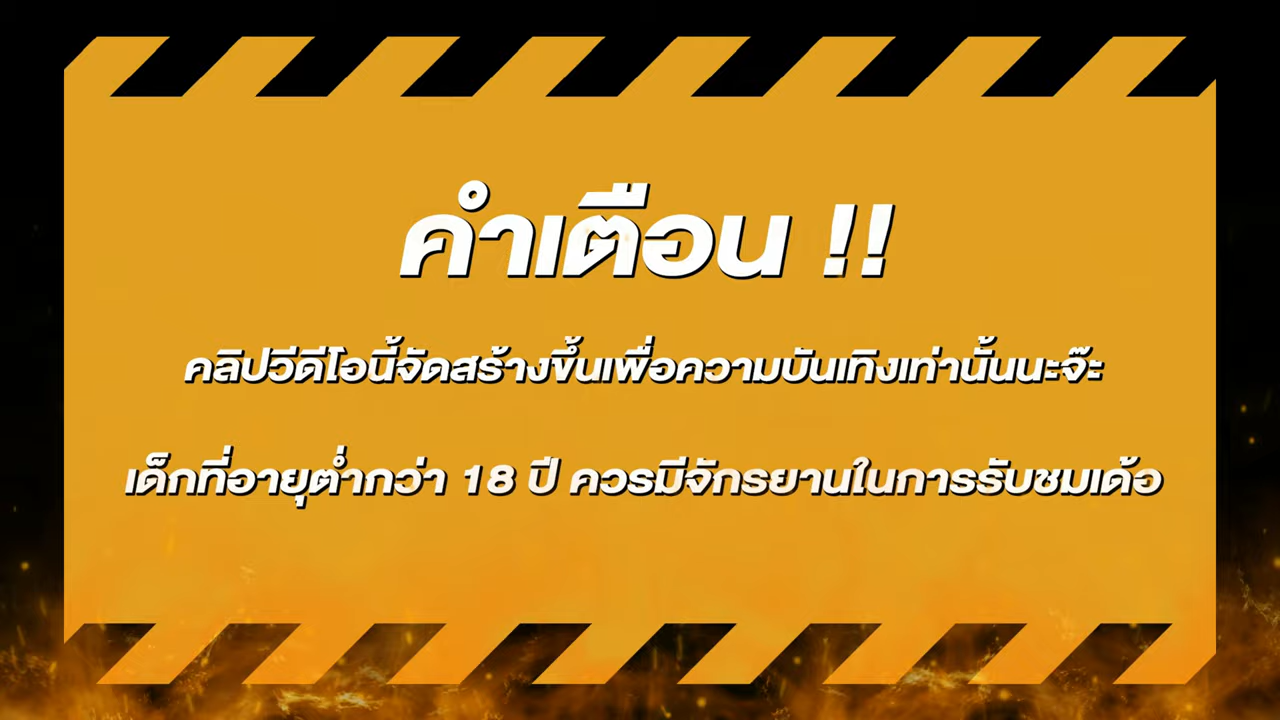 คำเตือน !!
คลิปวีดีโอนี้จัดสร้างขึ้นเพื่อความบันเทิงเท่านั้นนะจ๊ะ
เด็กที่อายุต่ำกว่า 18 ปี ควรมีจักรยานในการรับชมเด้อ